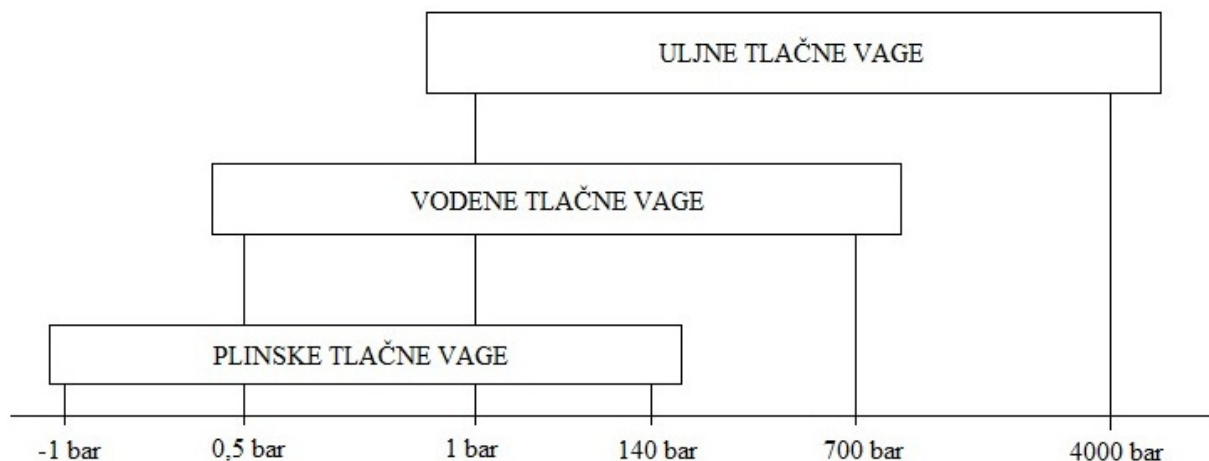 ULJNE TLAČNE VAGE
VODENE TLAČNE VAGE
PLINSKE TLAČNE VAGE
-1 bar 0,5 bar 1 bar 140 bar 700 bar 4000 bar